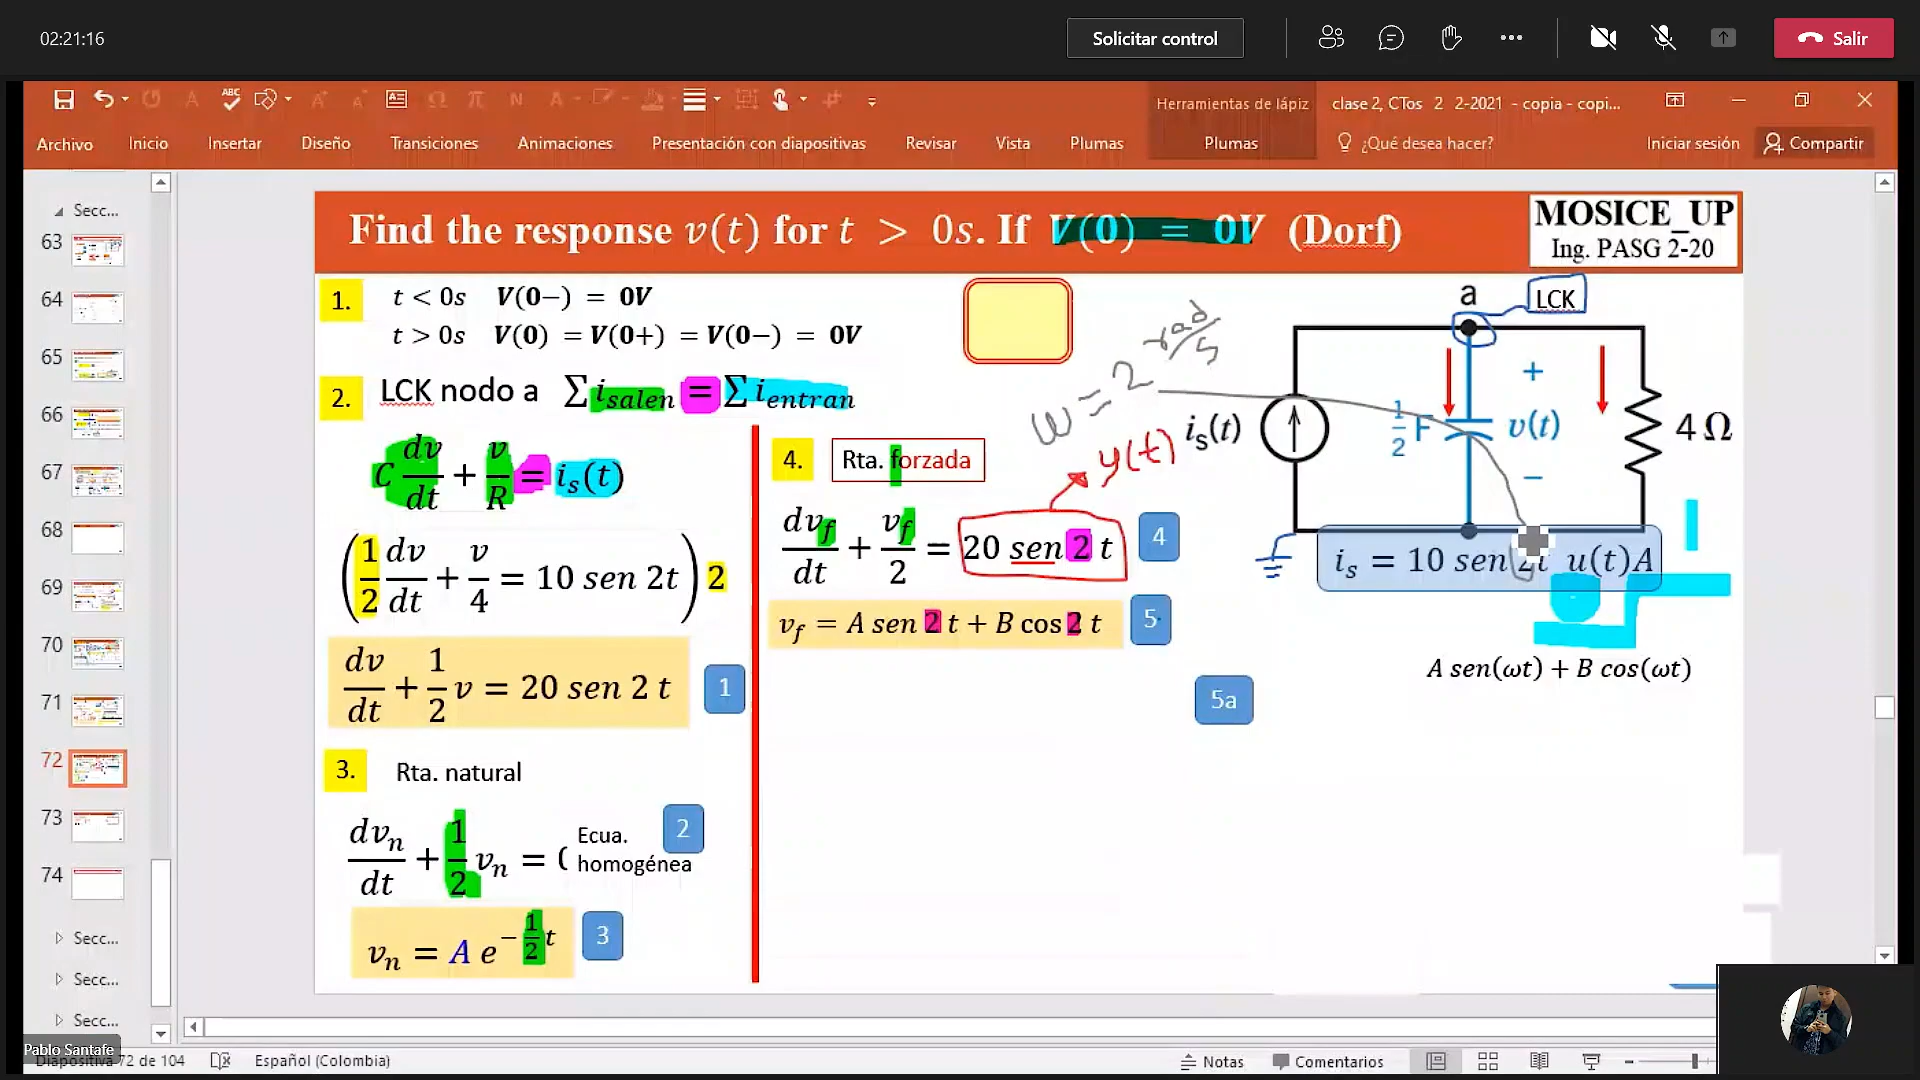 02:21:16
Solicitar control
Salir
Herramientas de lápiz
clase 2, CTos 2 2-2021 - copia - copi...
Archivo Inicio Insertar Diseño Transiciones Animaciones Presentación con diapositivas Revisar Vista Plumas Plumas ¿Qué desea hacer? Iniciar sesión Compartir
Secc...
63
64
65
66
67
68
69
70
71
72
73
74
Secc...
Secc...
Secc...
Find the response v(t) for t > 0s. If V(0) = 0V (Dorf)
MOSICE_UP
Ing. PASG 2-20
1. t < 0s V(0−) = 0V
t > 0s V(0) = V(0+) = V(0−) = 0V
2. LCK nodo a ∑ i_salen = ∑ i_entran
C dv/dt + v/R = i_s(t)
(1/2 dv/dt + v/4 = 10 sen 2t) 2
dv/dt + 1/2 v = 20 sen 2 t
1
3. Rta. natural
dv_n/dt + 1/2 v_n = 0
Ecua.
homogénea
2
v_n = A e^(−1/2 t)
3
4. Rta. forzada
y(t)
dv_f/dt + v_f/2 = 20 sen 2 t
4
v_f = A sen 2 t + B cos 2 t
5
5a
w = 2 rad/s
a
LCK
i_s(t)
1/2 F
+
v(t)
−
4 Ω
i_s = 10 sen 2t u(t)A
A sen(ωt) + B cos(ωt)
Pablo Santafe
Diapositiva 72 de 104 Español (Colombia) Notas Comentarios